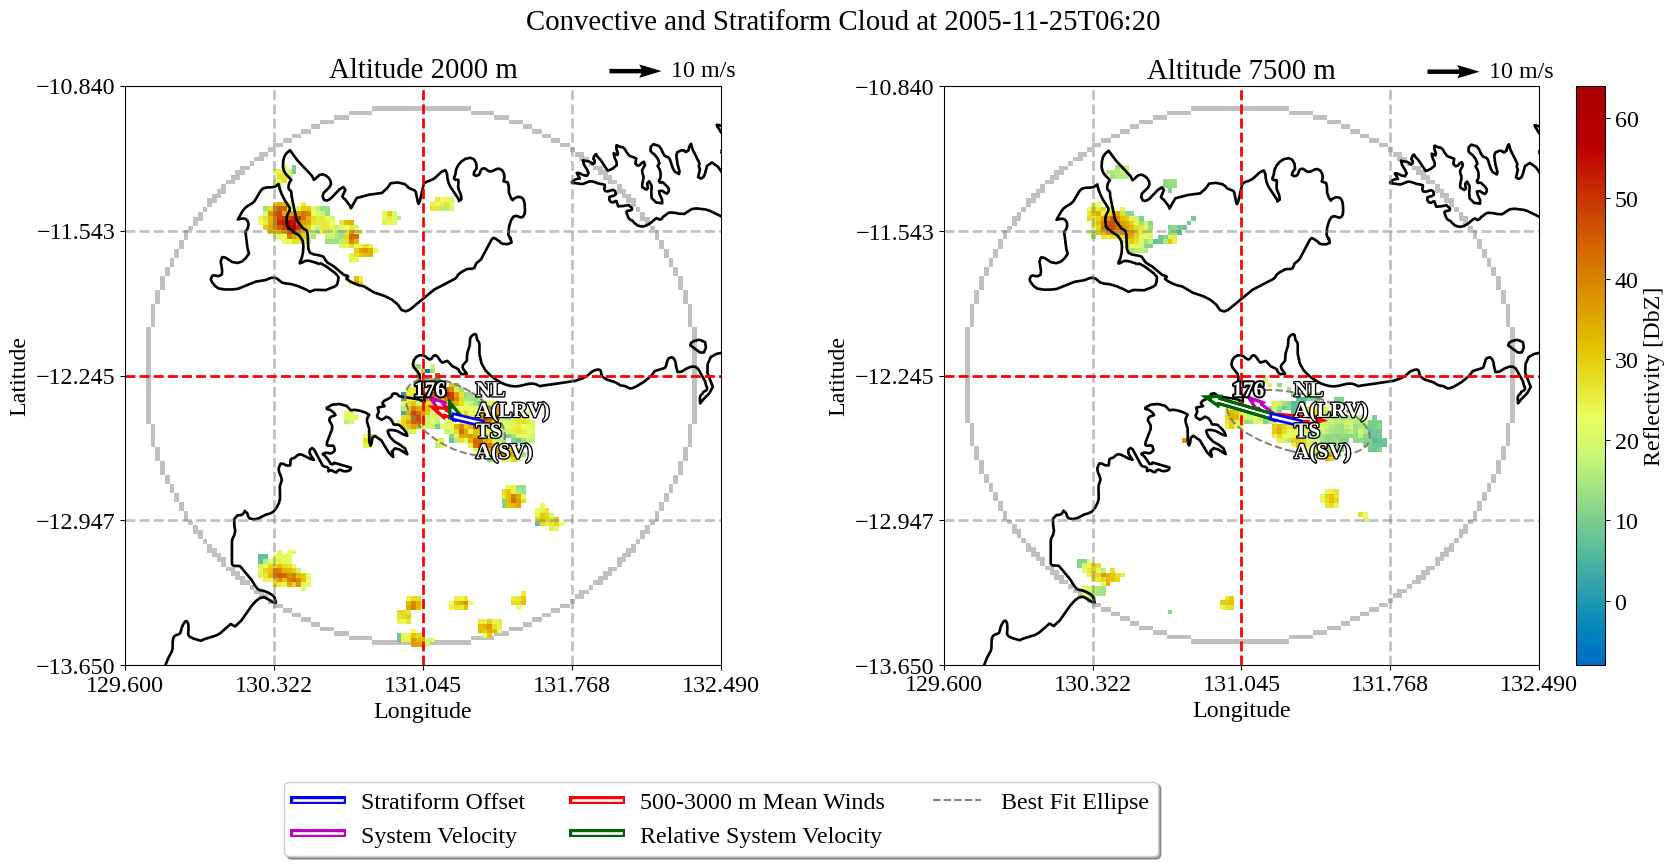 Convective and Stratiform Cloud at 2005-11-25T06:20
Altitude 2000 m
10 m/s
Altitude 7500 m
10 m/s
−10.840
−11.543
−12.245
−12.947
−13.650
Latitude
129.600
130.322
131.045
131.768
132.490
Longitude
176
NL
A(LRV)
TS
A(SV)
−10.840
−11.543
−12.245
−12.947
−13.650
Latitude
129.600
130.322
131.045
131.768
132.490
Longitude
176
NL
A(LRV)
TS
A(SV)
60
50
40
30
20
10
0
Reflectivity [DbZ]
Stratiform Offset
System Velocity
500-3000 m Mean Winds
Relative System Velocity
Best Fit Ellipse